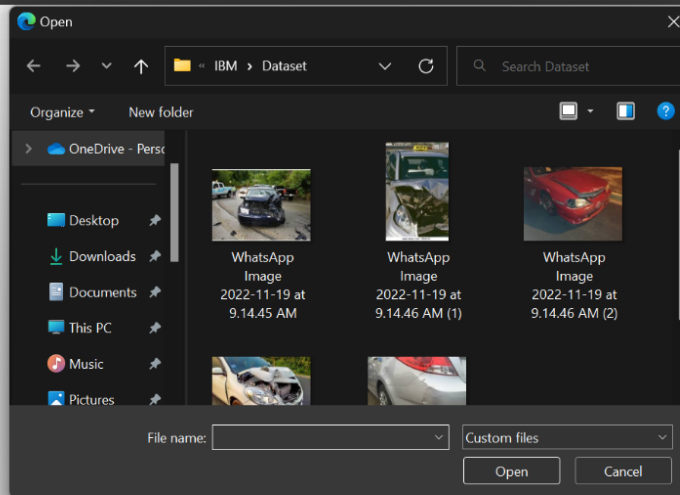 Open
« IBM > Dataset
Search Dataset
Organize
New folder
OneDrive - Perso
Desktop
Downloads
Documents
This PC
Music
Pictures
WhatsApp
Image
2022-11-19 at
9.14.45 AM
WhatsApp
Image
2022-11-19 at
9.14.46 AM (1)
WhatsApp
Image
2022-11-19 at
9.14.46 AM (2)
File name:
Custom files
Open
Cancel